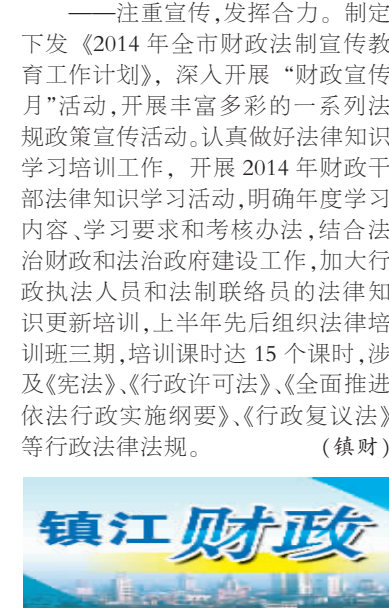 ——注重宣传,发挥合力。制定
下发《2014年全市财政法制宣传教
育工作计划》，深入开展“财政宣传
月”活动,开展丰富多彩的一系列法
规政策宣传活动。认真做好法律知识
学习培训工作，开展2014年财政干
部法律知识学习活动,明确年度学习
内容、学习要求和考核办法,结合法
治财政和法治政府建设工作,加大行
政执法人员和法制联络员的法律知
识更新培训,上半年先后组织法律培
训班三期,培训课时达15个课时,涉
及《宪法》、《行政许可法》、《全面推进
依法行政实施纲要》、《行政复议法》
等行政法律法规。 (镇财)
镇江财政